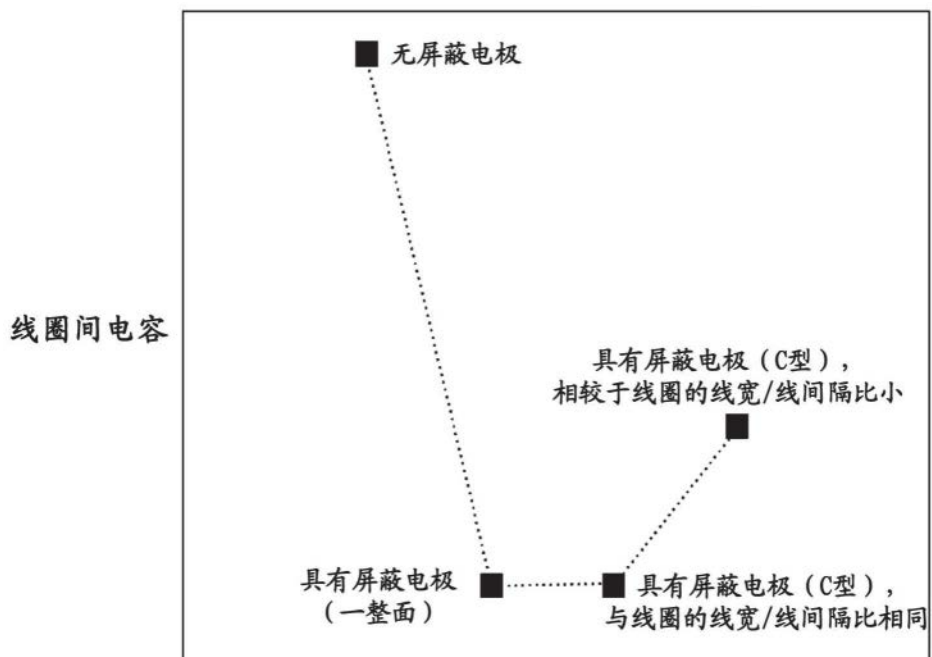 无屏蔽电极
线圈间电容
具有屏蔽电极（C型），
相较于线圈的线宽/线间隔比小
具有屏蔽电极
（一整面）
具有屏蔽电极（C型），
与线圈的线宽/线间隔比相同